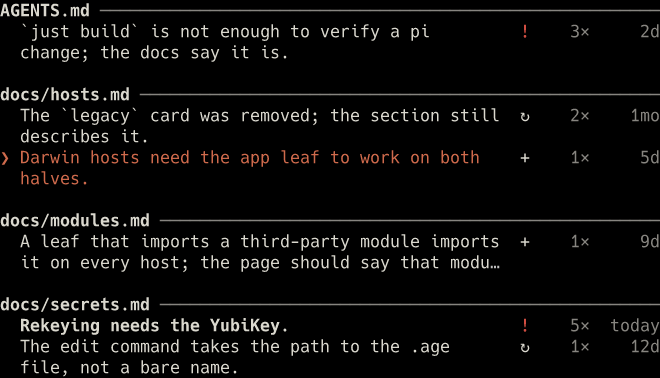 AGENTS.md
`just build` is not enough to verify a pi ! 3× 2d
change; the docs say it is.
docs/hosts.md
The `legacy` card was removed; the section still ↻ 2× 1mo
describes it.
❯ Darwin hosts need the app leaf to work on both + 1× 5d
halves.
docs/modules.md
A leaf that imports a third-party module imports + 1× 9d
it on every host; the page should say that modu…
docs/secrets.md
Rekeying needs the YubiKey. ! 5× today
The edit command takes the path to the .age ↻ 1× 12d
file, not a bare name.